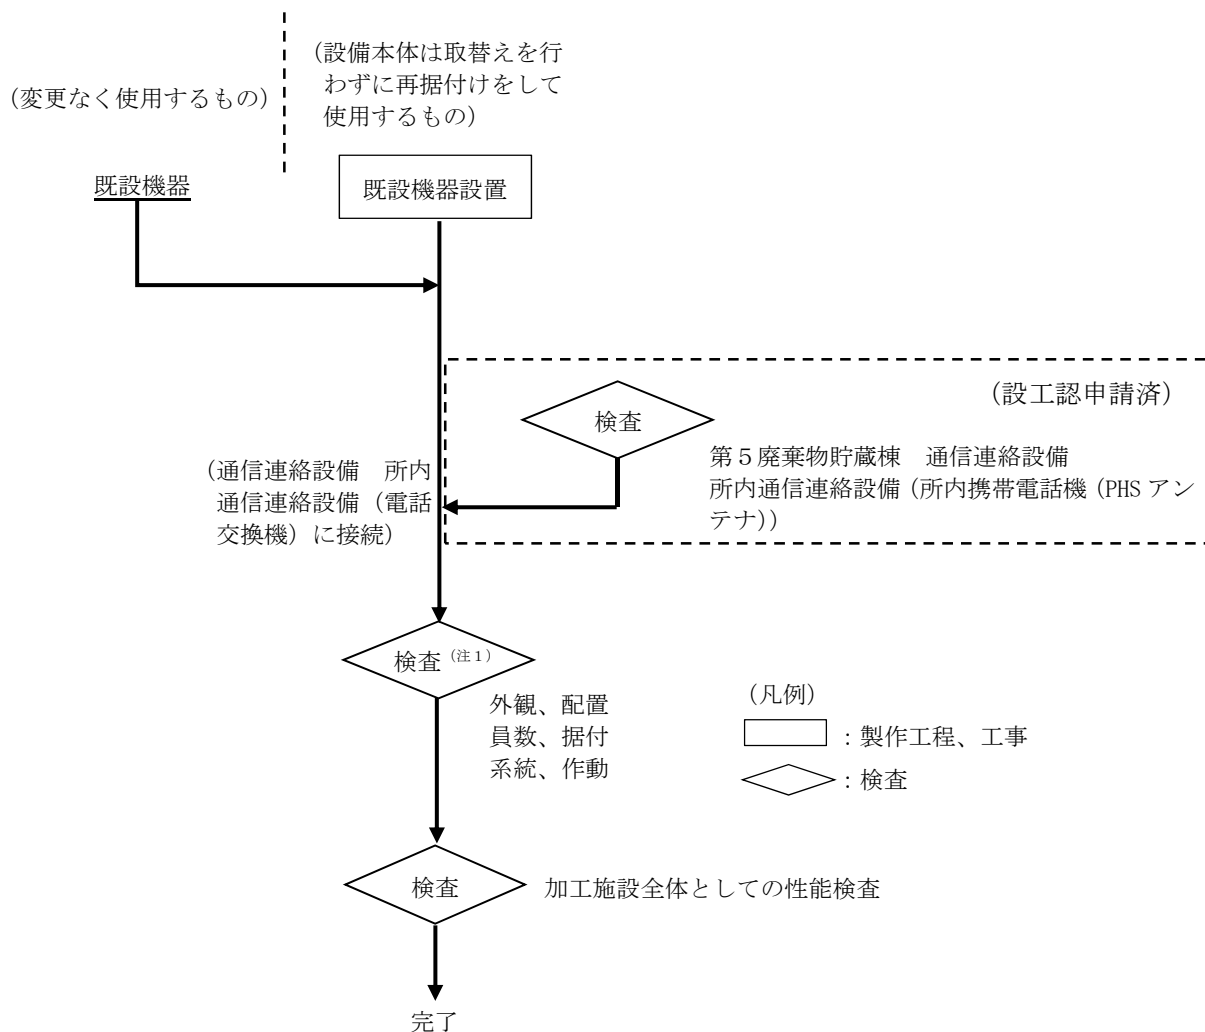 (変更なく使用するもの)
(設備本体は取替えを行
わずに再据付けをして
使用するもの)
既設機器
既設機器設置
(設工認申請済)
検査
第５廃棄物貯蔵棟　通信連絡設備
所内通信連絡設備(所内携帯電話機(PHSアン
テナ))
(通信連絡設備　所内
通信連絡設備(電話
交換機)に接続)
検査(注１)
外観、配置
員数、据付
系統、作動
(凡例)
：製作工程、工事
：検査
検査
加工施設全体としての性能検査
完了